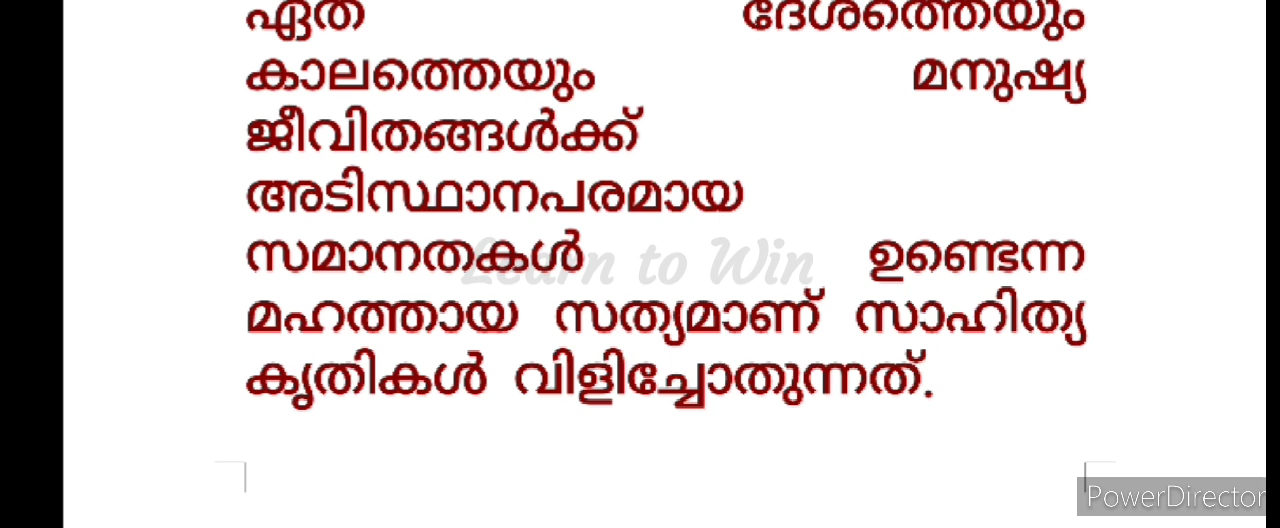 ഏത ദേശത്തെയും
കാലത്തെയും മനുഷ്യ
ജീവിതങ്ങൾക്ക്
അടിസ്ഥാനപരമായ
സമാനതകൾ ഉണ്ടെന്ന
Learn to Win
മഹത്തായ സത്യമാണ് സാഹിത്യ
കൃതികൾ വിളിച്ചോതുന്നത്.
PowerDirector